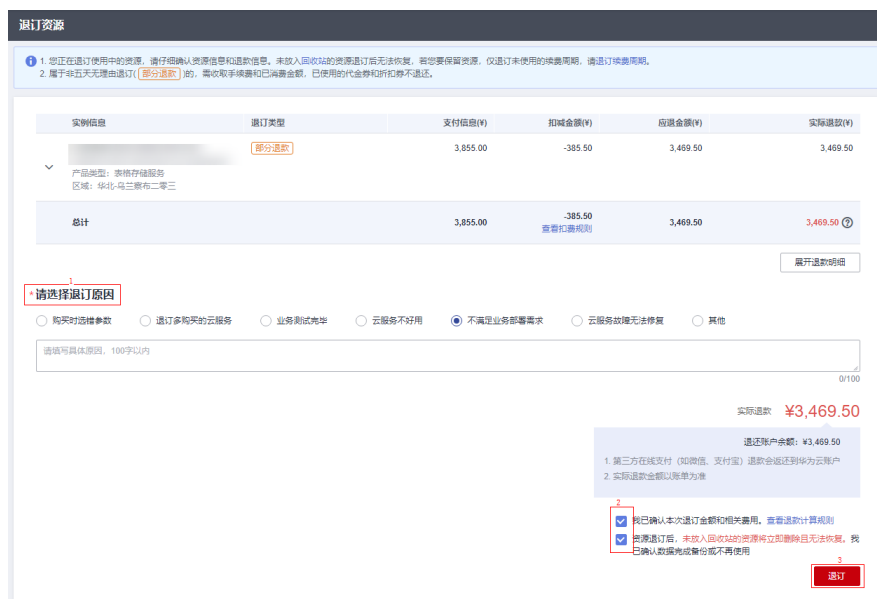 退订资源
1. 您正在退订使用中的资源，请仔细确认资源信息和退款信息。未放入回收站的资源退订后无法恢复，若您要保留资源，仅退订未使用的续费周期，请退订续费周期。
2. 属于非五天无理由退订( 部分退款 )的，需收取手续费和已消费金额，已使用的代金券和折扣券不退还。
实例信息 退订类型 支付信息(¥) 扣减金额(¥) 应退金额(¥) 实际退款(¥)
部分退款 3,855.00 -385.50 3,469.50 3,469.50
产品类型：表格存储服务
区域：华北-乌兰察布二零三
总计 3,855.00 -385.50 3,469.50 3,469.50
查看扣费规则
展开退款明细
1
*请选择退订原因
购买时选错参数 退订多购买的云服务 业务测试完毕 云服务不好用 不满足业务部署需求 云服务故障无法修复 其他
请填写具体原因，100字以内
0/100
实际退款 ¥3,469.50
退还账户余额：¥3,469.50
1. 第三方在线支付（如微信、支付宝）退款会返还到华为云账户
2. 实际退款金额以账单为准
2
我已确认本次退订金额和相关费用。查看退款计算规则
资源退订后，未放入回收站的资源将立即删除且无法恢复。我
已确认数据完成备份或不再使用
3
退订